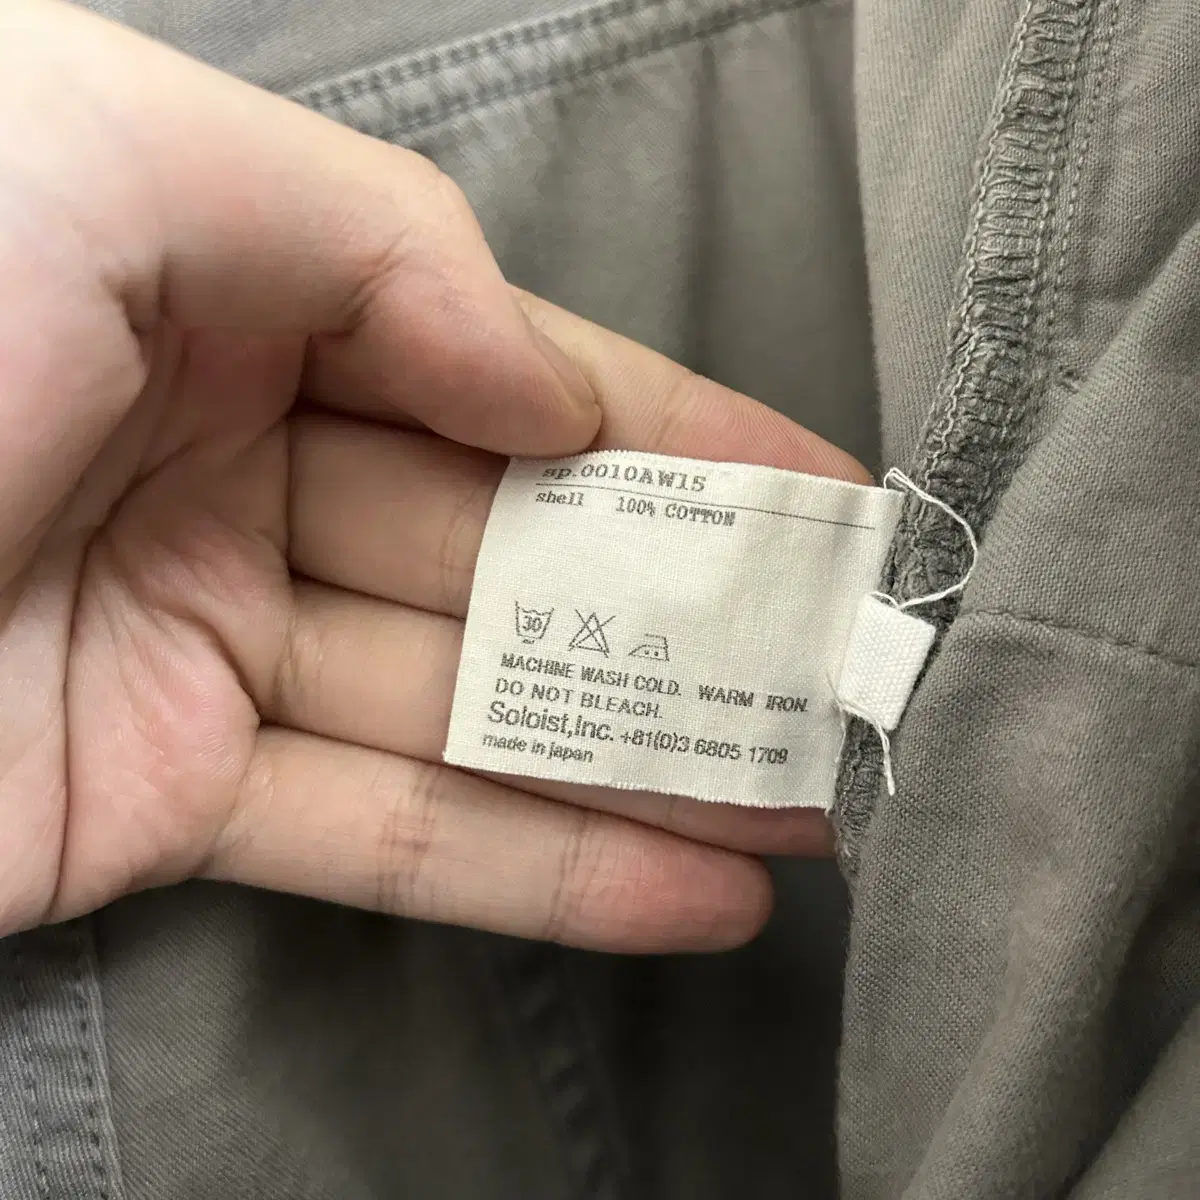 sp.0010AW15
shell 100% COTTON
30
MACHINE WASH COLD. WARM IRON.
DO NOT BLEACH.
Soloist,Inc. +81(0)3 6805 1709
made in japan